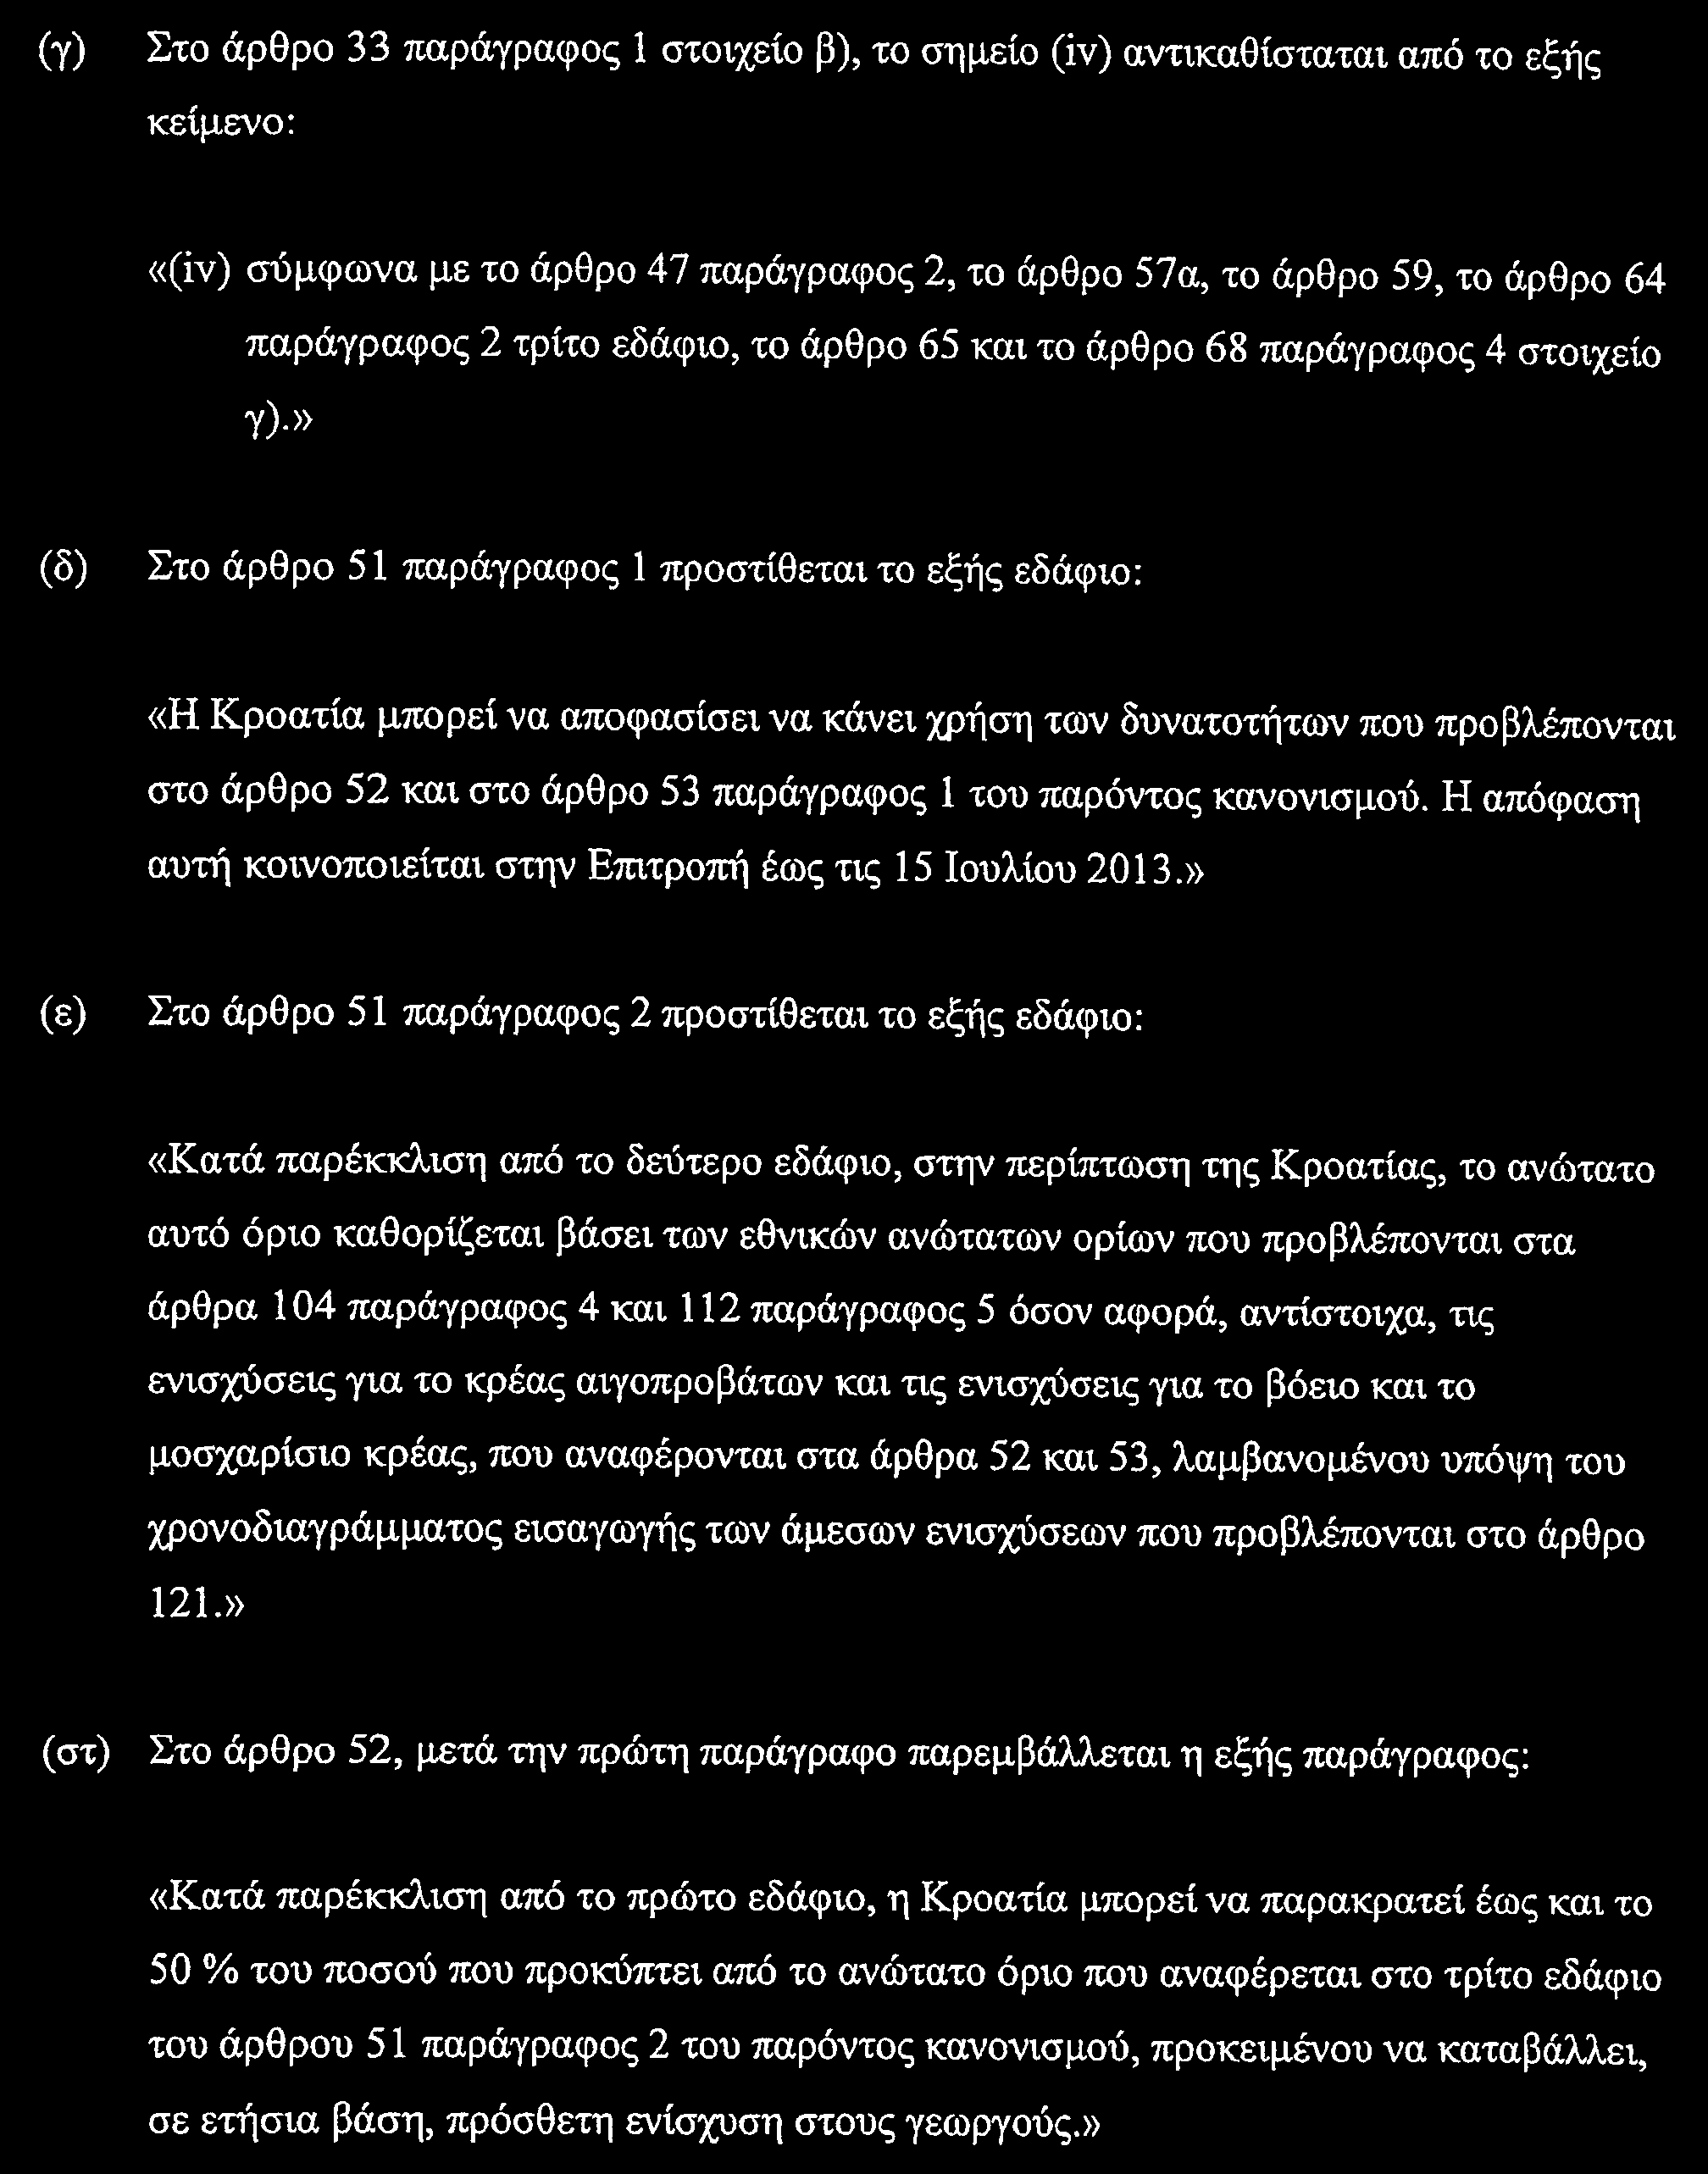 (γ) Στο άρθρο 33 παράγραφος 1 στοιχείο β), το σημείο (iv) αντικαθίσταται από το εξής
κείμενο:
«(iv) σύμφωνα με το άρθρο 47 παράγραφος 2, το άρθρο 57α, το άρθρο 59, το άρθρο 64
παράγραφος 2 τρίτο εδάφιο, το άρθρο 65 και το άρθρο 68 παράγραφος 4 στοιχείο
γ).»
(δ) Στο άρθρο 51 παράγραφος 1 προστίθεται το εξής εδάφιο:
«Η Κροατία μπορεί να αποφασίσει να κάνει χρήση των δυνατοτήτων που προβλέπονται
στο άρθρο 52 και στο άρθρο 53 παράγραφος 1 του παρόντος κανονισμού. Η απόφαση
αυτή κοινοποιείται στην Επιτροπή έως τις 15 Ιουλίου 2013.»
(ε) Στο άρθρο 51 παράγραφος 2 προστίθεται το εξής εδάφιο:
«Κατά παρέκκλιση από το δεύτερο εδάφιο, στην περίπτωση της Κροατίας, το ανώτατο
αυτό όριο καθορίζεται βάσει των εθνικών ανώτατων ορίων που προβλέπονται στα
άρθρα 104 παράγραφος 4 και 112 παράγραφος 5 όσον αφορά, αντίστοιχα, τις
ενισχύσεις για το κρέας αιγοπροβάτων και τις ενισχύσεις για το βόειο και το
μοσχαρίσιο κρέας, που αναφέρονται στα άρθρα 52 και 53, λαμβανομένου υπόψη του
χρονοδιαγράμματος εισαγωγής των άμεσων ενισχύσεων που προβλέπονται στο άρθρο
121.»
(στ) Στο άρθρο 52, μετά την πρώτη παράγραφο παρεμβάλλεται η εξής παράγραφος:
«Κατά παρέκκλιση από το πρώτο εδάφιο, η Κροατία μπορεί να παρακρατεί έως και το
50 % του ποσού που προκύπτει από το ανώτατο όριο που αναφέρεται στο τρίτο εδάφιο
του άρθρου 51 παράγραφος 2 του παρόντος κανονισμού, προκειμένου να καταβάλλει,
σε ετήσια βάση, πρόσθετη ενίσχυση στους γεωργούς.»